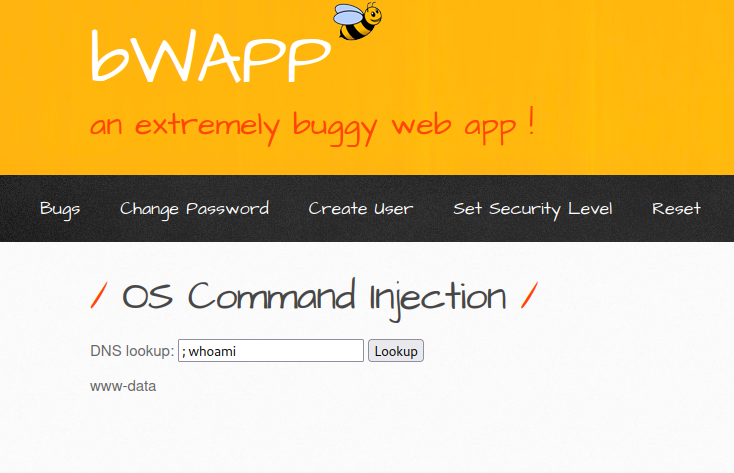 bWAPP
an extremely buggy web app !
Bugs Change Password Create User Set Security Level Reset
/ OS Command Injection /
DNS lookup: ; whoami Lookup
www-data